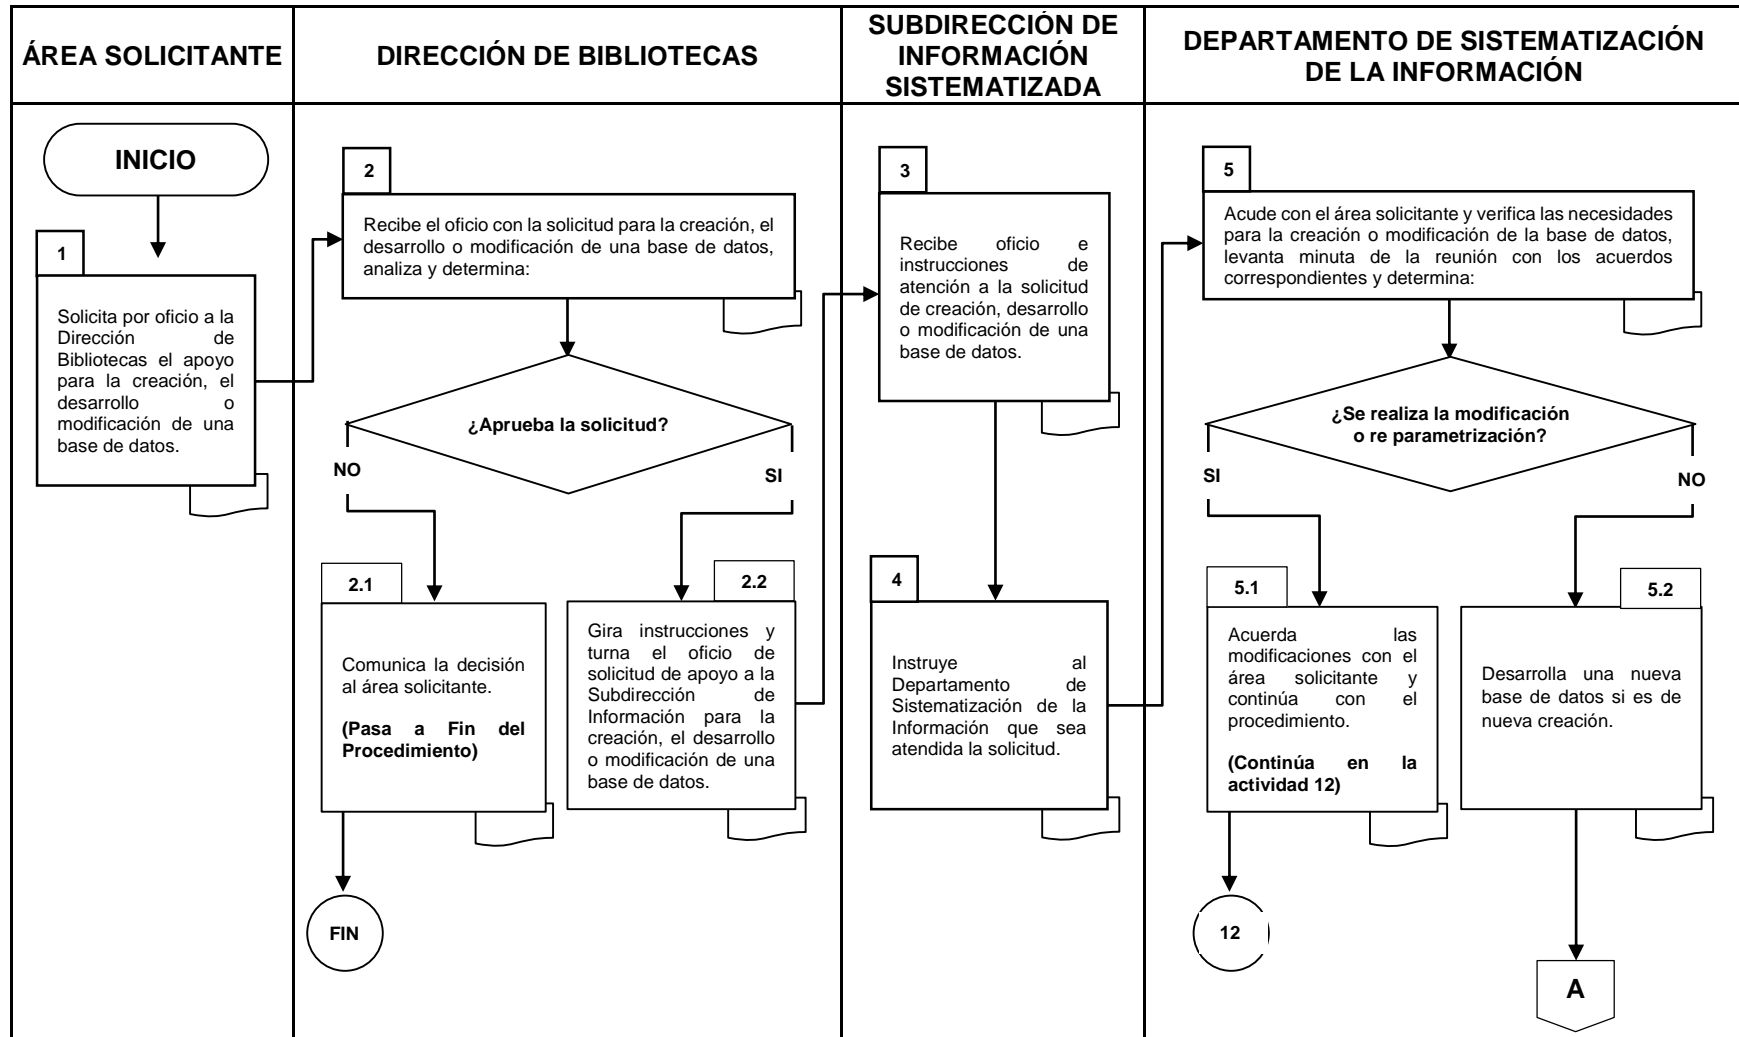 ÁREA SOLICITANTE
DIRECCIÓN DE BIBLIOTECAS
SUBDIRECCIÓN DE
INFORMACIÓN
SISTEMATIZADA
DEPARTAMENTO DE SISTEMATIZACIÓN
DE LA INFORMACIÓN
INICIO
1
Solicita por oficio a la
Dirección de
Bibliotecas el apoyo
para la creación, el
desarrollo o
modificación de una
base de datos.
2
Recibe el oficio con la solicitud para la creación, el
desarrollo o modificación de una base de datos,
analiza y determina:
¿Aprueba la solicitud?
NO
SI
2.1
Comunica la decisión
al área solicitante.
(Pasa a Fin del
Procedimiento)
FIN
2.2
Gira instrucciones y
turna el oficio de
solicitud de apoyo a la
Subdirección de
Información para la
creación, el desarrollo
o modificación de una
base de datos.
3
Recibe oficio e
instrucciones de
atención a la solicitud
de creación, desarrollo
o modificación de una
base de datos.
4
Instruye al
Departamento de
Sistematización de la
Información que sea
atendida la solicitud.
5
Acude con el área solicitante y verifica las necesidades
para la creación o modificación de la base de datos,
levanta minuta de la reunión con los acuerdos
correspondientes y determina:
¿Se realiza la modificación
o re parametrización?
SI
NO
5.1
Acuerda las
modificaciones con el
área solicitante y
continúa con el
procedimiento.
(Continúa en la
actividad 12)
12
5.2
Desarrolla una nueva
base de datos si es de
nueva creación.
A